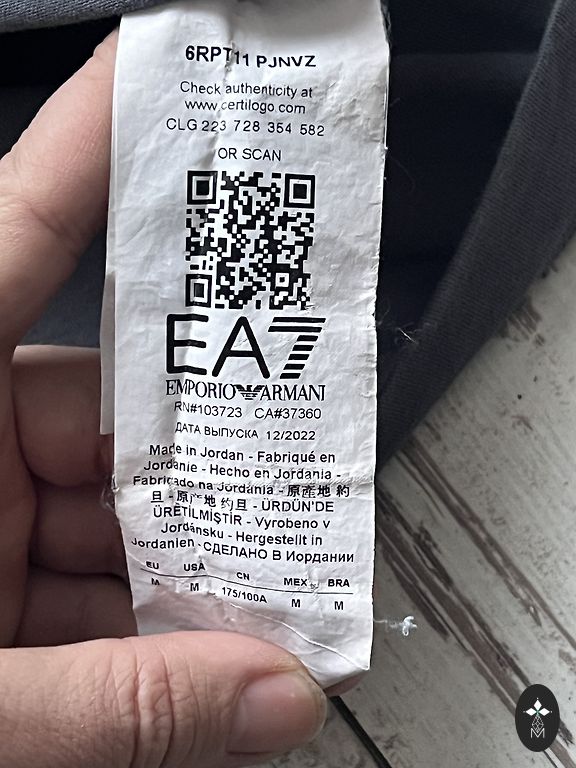 6RPT11 PJNVZ
Check authenticity at
www.certilogo.com
CLG 223 728 354 582
OR SCAN
EA7
EMPORIO ARMANI
RN#103723 CA#37360
ДАТА ВЫПУСКА 12/2022
Made in Jordan - Fabriqué en
Jordanie - Hecho en Jordania -
Fabricado na Jordânia - 原産地 約
旦 - 原产地 约旦 - ÜRDÜN'DE
ÜRETİLMİŞTİR - Vyrobeno v
Jordánsku - Hergestellt in
Jordanien - СДЕЛАНО В Иордании
EU USA CN MEX BRA
M M 175/100A M M
M